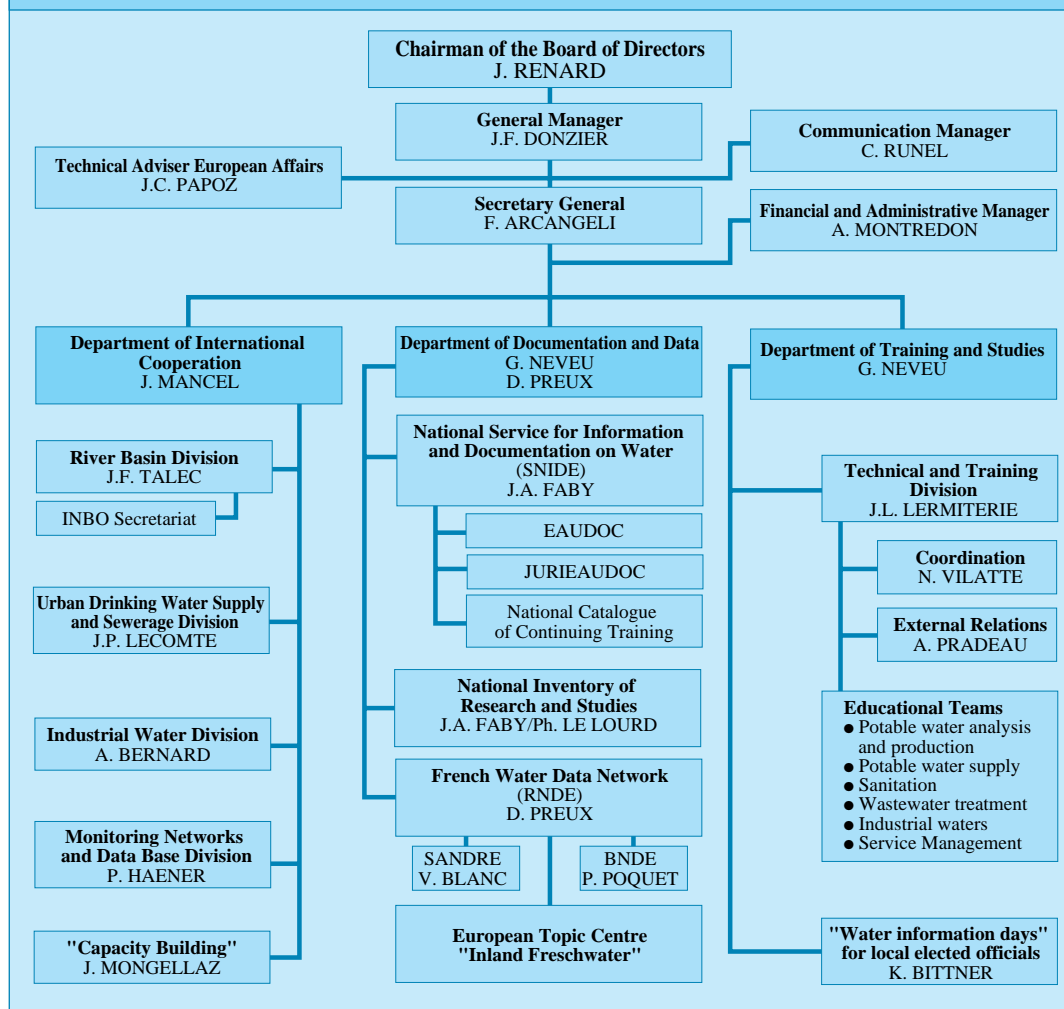 Chairman of the Board of Directors
J. RENARD
General Manager
J.F. DONZIER
Communication Manager
C. RUNEL
Technical Adviser European Affairs
J.C. PAPOZ
Secretary General
F. ARCANGELI
Financial and Administrative Manager
A. MONTREDON
Department of International
Cooperation
J. MANCEL
River Basin Division
J.F. TALEC
INBO Secretariat
Urban Drinking Water Supply
and Sewerage Division
J.P. LECOMTE
Industrial Water Division
A. BERNARD
Monitoring Networks
and Data Base Division
P. HAENER
"Capacity Building"
J. MONGELLAZ
Department of Documentation and Data
G. NEVEU
D. PREUX
National Service for Information
and Documentation on Water
(SNIDE)
J.A. FABY
EAUDOC
JURIEAUDOC
National Catalogue
of Continuing Training
National Inventory of
Research and Studies
J.A. FABY/Ph. LE LOURD
French Water Data Network
(RNDE)
D. PREUX
SANDRE
V. BLANC
BNDE
P. POQUET
European Topic Centre
"Inland Freschwater"
Department of Training and Studies
G. NEVEU
Technical and Training
Division
J.L. LERMITERIE
Coordination
N. VILATTE
External Relations
A. PRADEAU
Educational Teams
● Potable water analysis
and production
● Potable water supply
● Sanitation
● Wastewater treatment
● Industrial waters
● Service Management
"Water information days"
for local elected officials
K. BITTNER